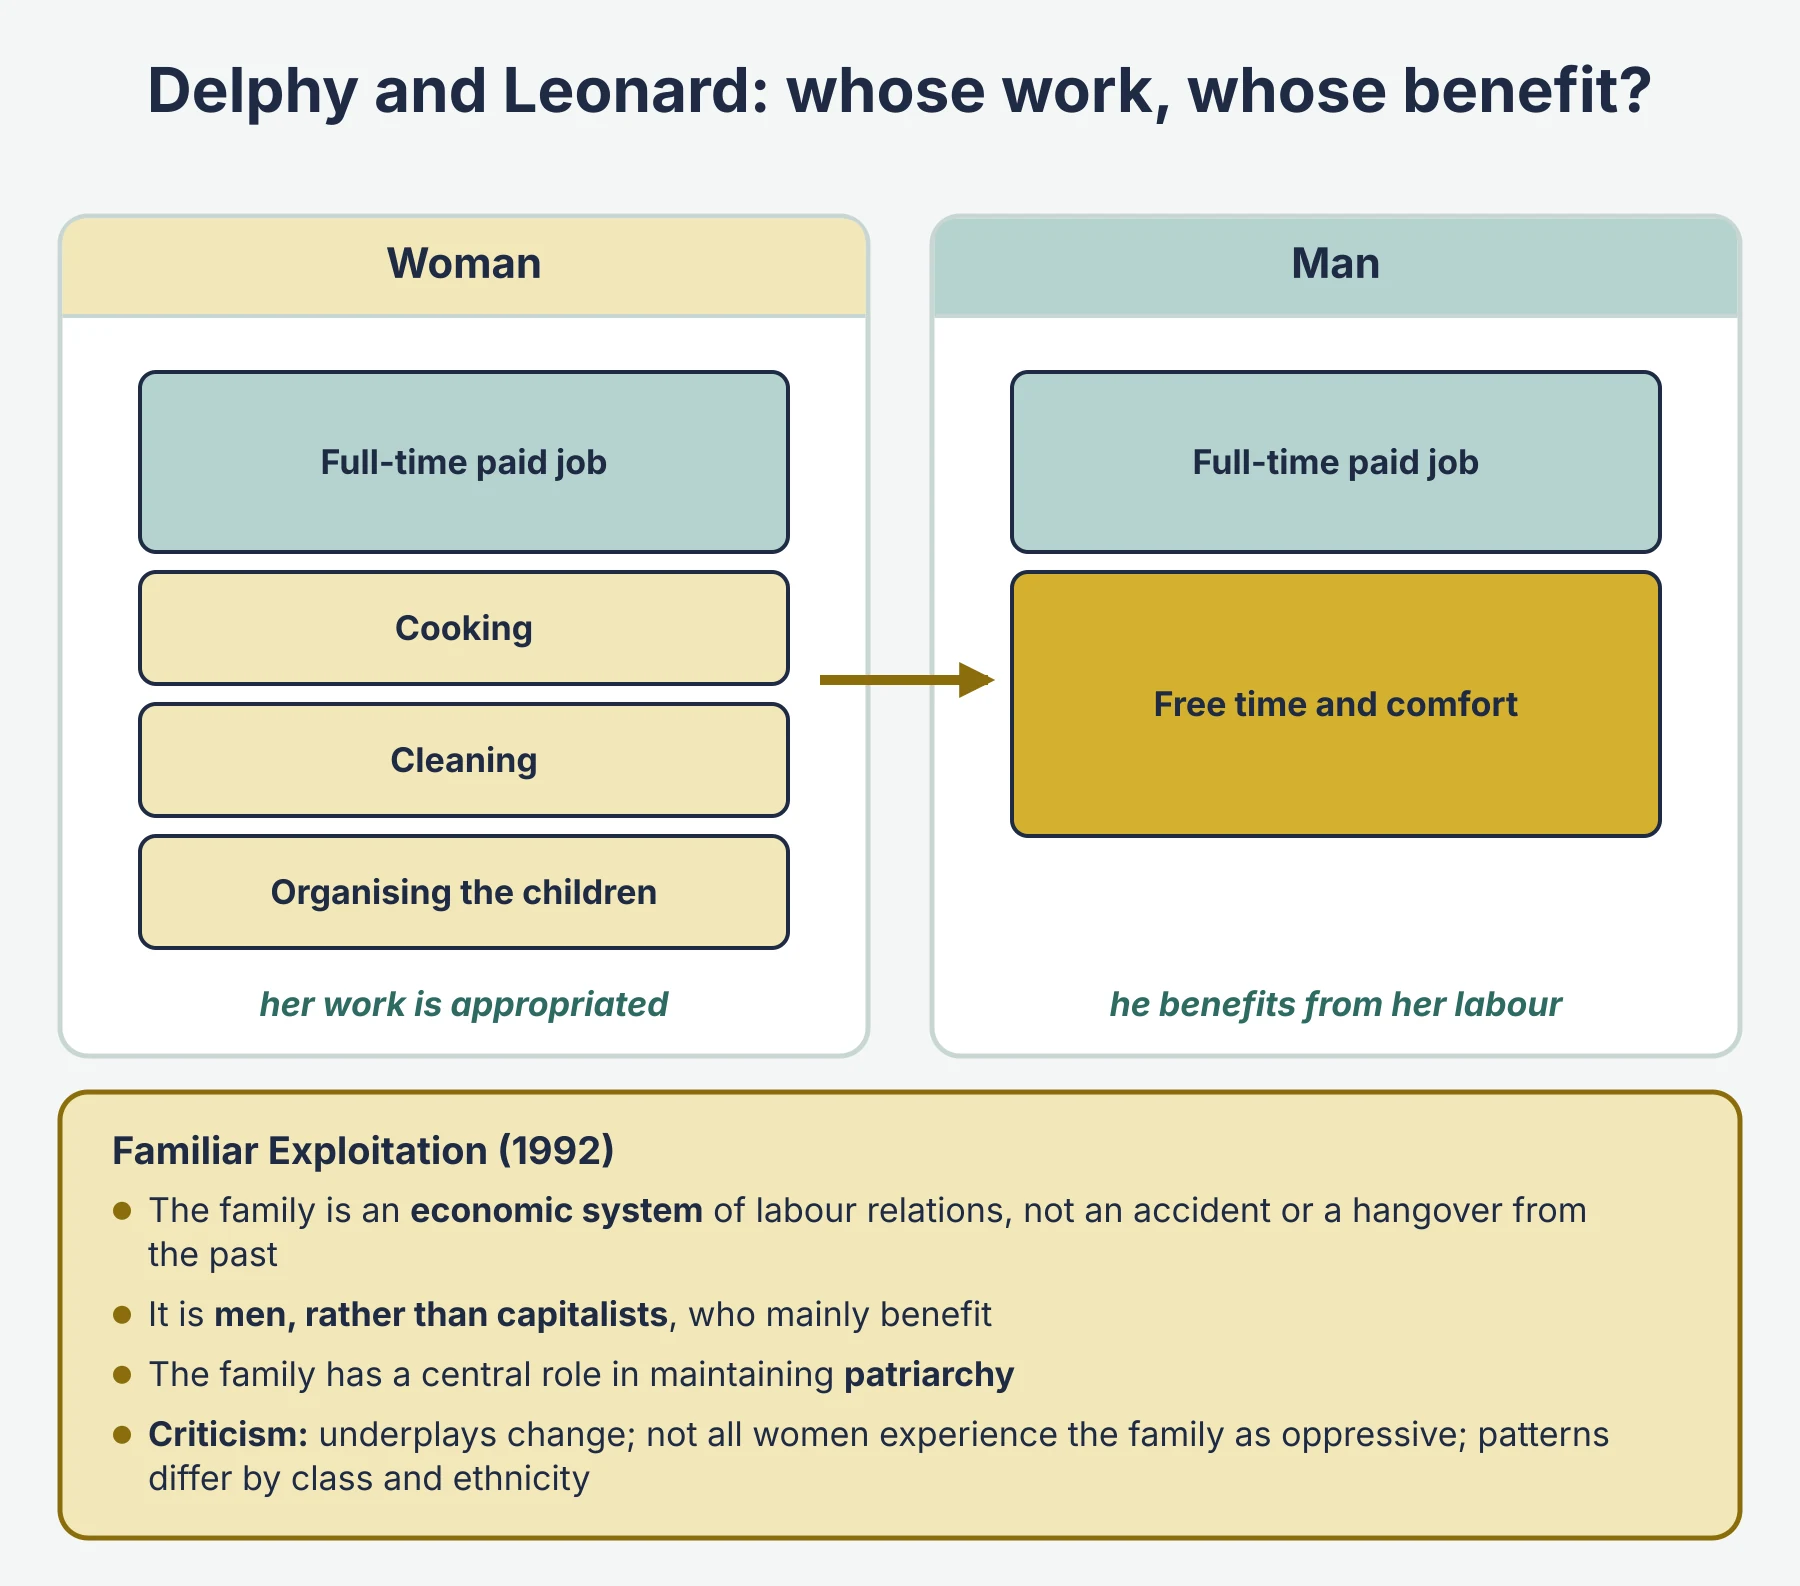 Delphy and Leonard: whose work, whose benefit?
Woman
Full-time paid job
Cooking
Cleaning
Organising the children
her work is appropriated
Man
Full-time paid job
Free time and comfort
he benefits from her labour
Familiar Exploitation (1992)
The family is an economic system of labour relations, not an accident or a hangover from
the past
It is men, rather than capitalists, who mainly benefit
The family has a central role in maintaining patriarchy
Criticism: underplays change; not all women experience the family as oppressive; patterns
differ by class and ethnicity